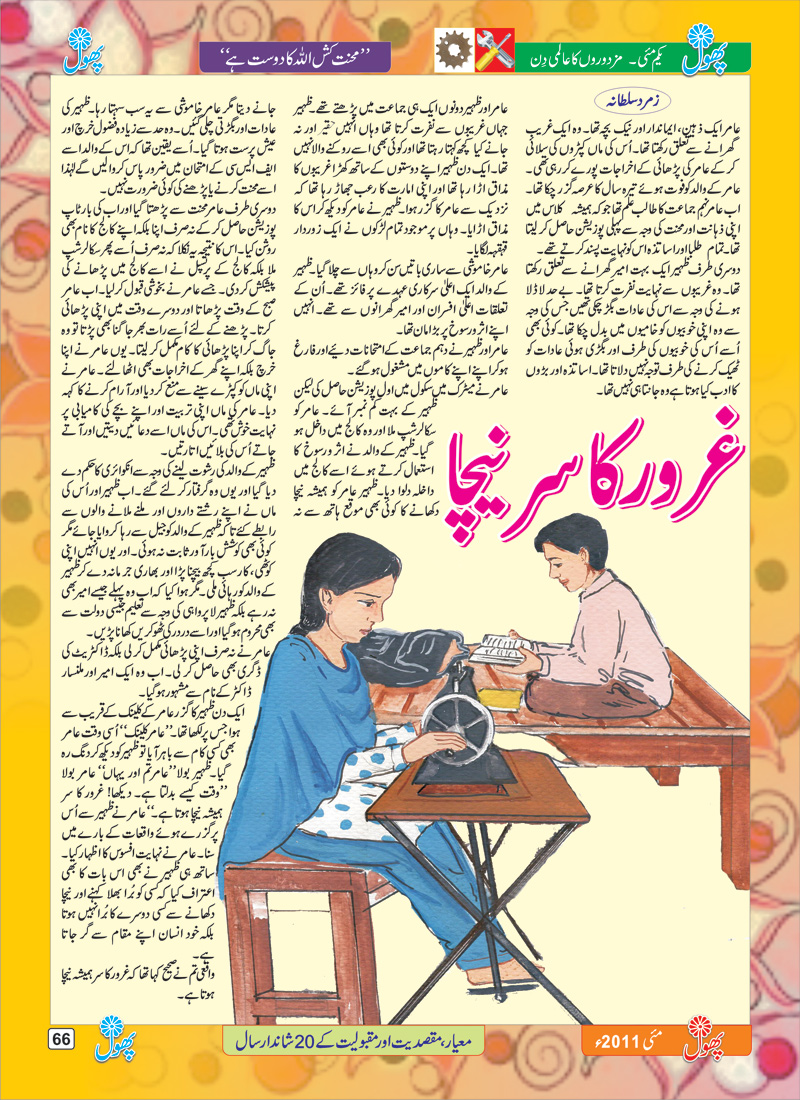 پھول
یکم مئی۔ مزدوروں کا عالمی دِن
’’محنت کش اللہ کا دوست ہے‘‘
پھول
زمرد سلطانہ
عامر ایک ذہین، ایماندار اور نیک بچہ تھا۔ وہ ایک غریب
گھرانے سے تعلق رکھتا تھا۔ اُس کی ماں کپڑوں کی سلائی
کر کے عامر کی پڑھائی کے اخراجات پورے کر رہی تھی۔
عامر کے والد کو فوت ہوئے تیرہ سال کا عرصہ گزر چکا تھا۔
اب عامر نہم جماعت کا طالب علم تھا جو کہ ہمیشہ کلاس میں
اپنی ذہانت اور محنت کی وجہ سے پہلی پوزیشن حاصل کر لیتا
تھا۔ تمام طلبا اور اساتذہ اس کو نہایت پسند کرتے تھے۔
دوسری طرف ظہیر ایک بہت امیر گھرانے سے تعلق رکھتا
تھا۔ وہ غریبوں سے نہایت نفرت کرتا تھا۔ بے حد لاڈلا
ہونے کی وجہ سے اس کی عادات بگڑ چکی تھیں جس کی وجہ
سے وہ اپنی خوبیوں کو خامیوں میں بدل چکا تھا۔ کوئی بھی
اُسے اُس کی خوبیوں کی طرف اور بگڑی ہوئی عادات کو
ٹھیک کرنے کی طرف توجہ نہیں دلاتا تھا۔ اساتذہ اور بڑوں
کا ادب کیا ہوتا ہے وہ جانتا ہی نہیں تھا۔
غرور کا سر نیچا
عامر اور ظہیر دونوں ایک ہی جماعت میں پڑھتے تھے۔ ظہیر
جہاں غریبوں سے نفرت کرتا تھا وہاں انہیں حقیر اور نہ
جانے کیا کچھ کہتا رہتا تھا اور کوئی بھی اسے روکنے والا نہیں
تھا۔ ایک دن ظہیر اپنے دوستوں کے ساتھ کھڑا غریبوں کا
مذاق اڑا رہا تھا اور اپنی امارت کا رعب جھاڑ رہا تھا کہ
نزدیک سے عامر کا گزر ہوا۔ ظہیر نے عامر کو دیکھ کر اس کا
مذاق اڑایا۔ وہاں پر موجود تمام لڑکوں نے ایک زوردار
قہقہہ لگایا۔
عامر خاموشی سے ساری باتیں سن کر وہاں سے چلا گیا۔ ظہیر
کے والد ایک اعلیٰ سرکاری عہدے پر فائز تھے۔ اُن کے
تعلقات اعلیٰ افسران اور امیر گھرانوں سے تھے۔ انہیں
اپنے اثر و رسوخ پر بڑا مان تھا۔
عامر اور ظہیر نے دہم جماعت کے امتحانات دیئے اور فارغ
ہو کر اپنے اپنے کاموں میں مشغول ہو گئے۔
عامر نے میٹرک میں سکول میں اول پوزیشن حاصل کی لیکن
ظہیر کے بہت کم نمبر آئے۔ عامر کو
سکالرشپ ملا اور وہ کالج میں داخل ہو
گیا۔ ظہیر کے والد نے اثر و رسوخ کا
استعمال کرتے ہوئے اسے کالج میں
داخلہ دلوا دیا۔ ظہیر عامر کو ہمیشہ نیچا
دکھانے کا کوئی بھی موقع ہاتھ سے نہ
جانے دیتا مگر عامر خاموشی سے یہ سب سہتا رہا۔ ظہیر کی
عادات اور بگڑتی چلی گئیں۔ وہ حد سے زیادہ فضول خرچ اور
عیش پرست ہوتا گیا۔ اُسے یقین تھا کہ اس کے والد اسے
ایف ایس سی کے امتحان میں ضرور پاس کروا لیں گے لہٰذا
اسے محنت کرنے یا پڑھنے کی کوئی ضرورت نہیں۔
دوسری طرف عامر محنت سے پڑھتا گیا اور اب کی بار ٹاپ
پوزیشن حاصل کر کے نہ صرف اپنا بلکہ اپنے کالج کا نام بھی
روشن کیا۔ اس کا نتیجہ یہ نکلا کہ نہ صرف اُسے پھر سکالرشپ
ملا بلکہ کالج کے پرنسپل نے اسے کالج میں پڑھانے کی
پیشکش کر دی۔ جسے عامر نے بخوشی قبول کر لیا۔ اب عامر
صبح کے وقت پڑھاتا اور دوسرے وقت میں اپنی پڑھائی
کرتا۔ پڑھنے کے لئے اُسے رات بھر جاگنا بھی پڑتا تو وہ
جاگ کر اپنا پڑھائی کا کام مکمل کر لیتا۔ یوں عامر نے اپنا
خرچ بلکہ اپنے گھر کے اخراجات بھی اٹھا لئے۔ عامر نے
اپنی ماں کو کپڑے سینے سے منع کر دیا اور آرام کرنے کا کہہ
دیا۔ عامر کی ماں اپنی تربیت اور اپنے بچے کی کامیابی پر
نہایت خوش تھی۔ اس کی ماں اسے دعائیں دیتیں اور آتے
جاتے اُس کی بلائیں اتارتیں۔
ظہیر کے والد کی رشوت لینے کی وجہ سے انکوائری کا حکم دے
دیا گیا اور یوں وہ گرفتار کر لئے گئے۔ اب ظہیر اور اُس کی
ماں نے اپنے رشتے داروں اور ملنے ملانے والوں سے
رابطے کئے تاکہ ظہیر کے والد کو جیل سے رہا کروایا جائے مگر
کوئی بھی کوشش بار آور ثابت نہ ہوئی۔ اور یوں انہیں اپنی
کوٹھی، کار سب کچھ بیچنا پڑا اور بھاری جرمانہ دے کر ظہیر
کے والد کو رہائی ملی۔ مگر ہوا کیا کہ اب وہ پہلے جیسے امیر بھی
نہ رہے بلکہ ظہیر لاپرواہی کی وجہ سے تعلیم جیسی دولت سے
بھی محروم ہو گیا اور اسے در در کی ٹھوکریں کھانا پڑیں۔
عامر نے نہ صرف اپنی پڑھائی مکمل کر لی بلکہ ڈاکٹریٹ کی
ڈگری بھی حاصل کر لی۔ اب وہ ایک امیر اور ملنسار
ڈاکٹر کے نام سے مشہور ہو گیا۔
ایک دن ظہیر کا گزر عامر کے کلینک کے قریب سے
ہوا جس پر لکھا تھا۔ ’’عامر کلینک‘‘ اُسی وقت عامر
بھی کسی کام سے باہر آیا تو ظہیر کو دیکھ کر دنگ رہ
گیا۔ ظہیر بولا ’’عامر تم اور یہاں‘‘ عامر بولا
’’وقت کیسے بدلتا ہے۔ دیکھا! غرور کا سر
ہمیشہ نیچا ہوتا ہے۔‘‘ عامر نے ظہیر سے اُس
پر گزرے ہوئے واقعات کے بارے میں
سنا۔ عامر نے نہایت افسوس کا اظہار کیا۔
ساتھ ہی ظہیر نے بھی اس بات کا بھی
اعتراف کیا کہ کسی کو بُرا بھلا کہنے اور نیچا
دکھانے سے کسی دوسرے کا بُرا نہیں ہوتا
بلکہ خود انسان اپنے مقام سے گر جاتا
ہے۔
واقعی تم نے صحیح کہا تھا کہ غرور کا سر ہمیشہ نیچا
ہوتا ہے۔
پھول
مئی 2011ء
معیار، مقصدیت اور مقبولیت کے 20 شاندار سال
پھول
66